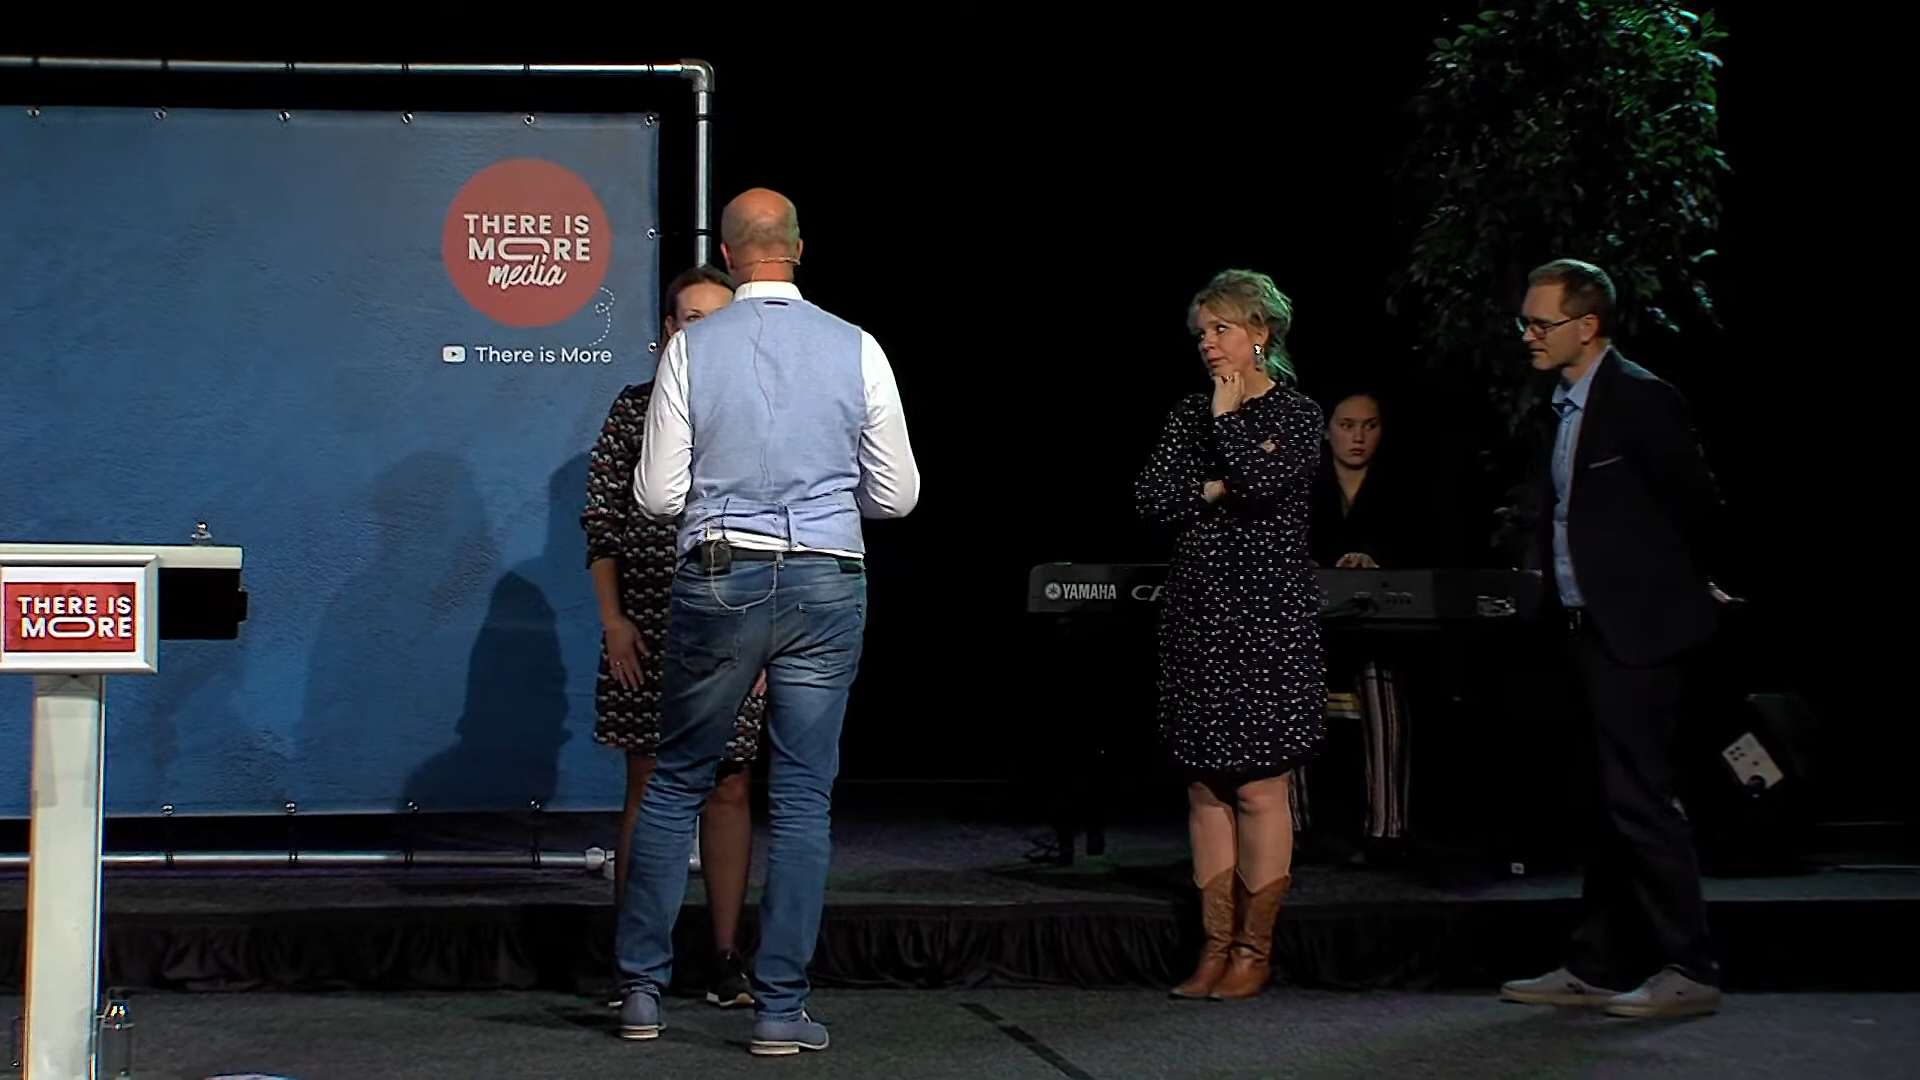 THERE IS
MORE
media
There is More
THERE IS
MORE
YAMAHA